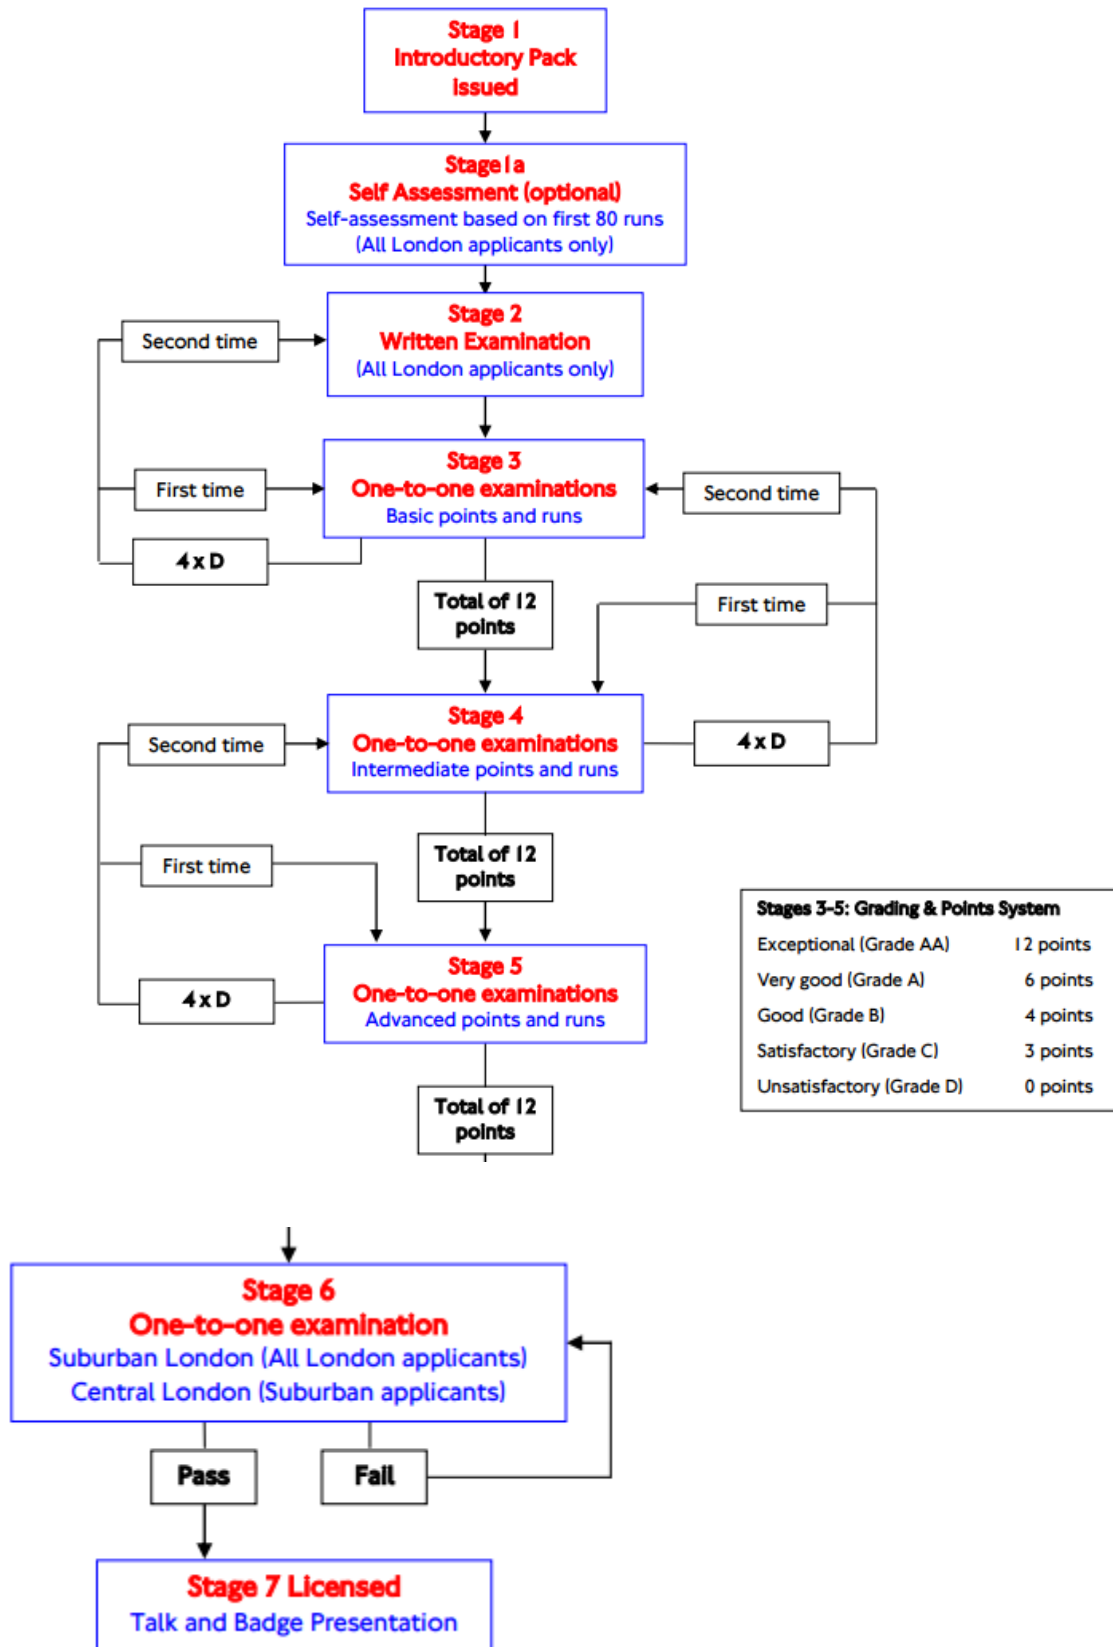 Stage 1
Introductory Pack
issued
Stage1a
Self Assessment (optional)
Self-assessment based on first 80 runs
(All London applicants only)
Stage 2
Written Examination
(All London applicants only)
Second time
Stage 3
One-to-one examinations
Basic points and runs
First time
Second time
4 x D
Total of 12
points
First time
Stage 4
One-to-one examinations
Intermediate points and runs
Second time
4 x D
Total of 12
points
First time
Stage 5
One-to-one examinations
Advanced points and runs
4 x D
Total of 12
points
Stages 3-5: Grading & Points System
Exceptional (Grade AA) 12 points
Very good (Grade A) 6 points
Good (Grade B) 4 points
Satisfactory (Grade C) 3 points
Unsatisfactory (Grade D) 0 points
Stage 6
One-to-one examination
Suburban London (All London applicants)
Central London (Suburban applicants)
Pass
Fail
Stage 7 Licensed
Talk and Badge Presentation